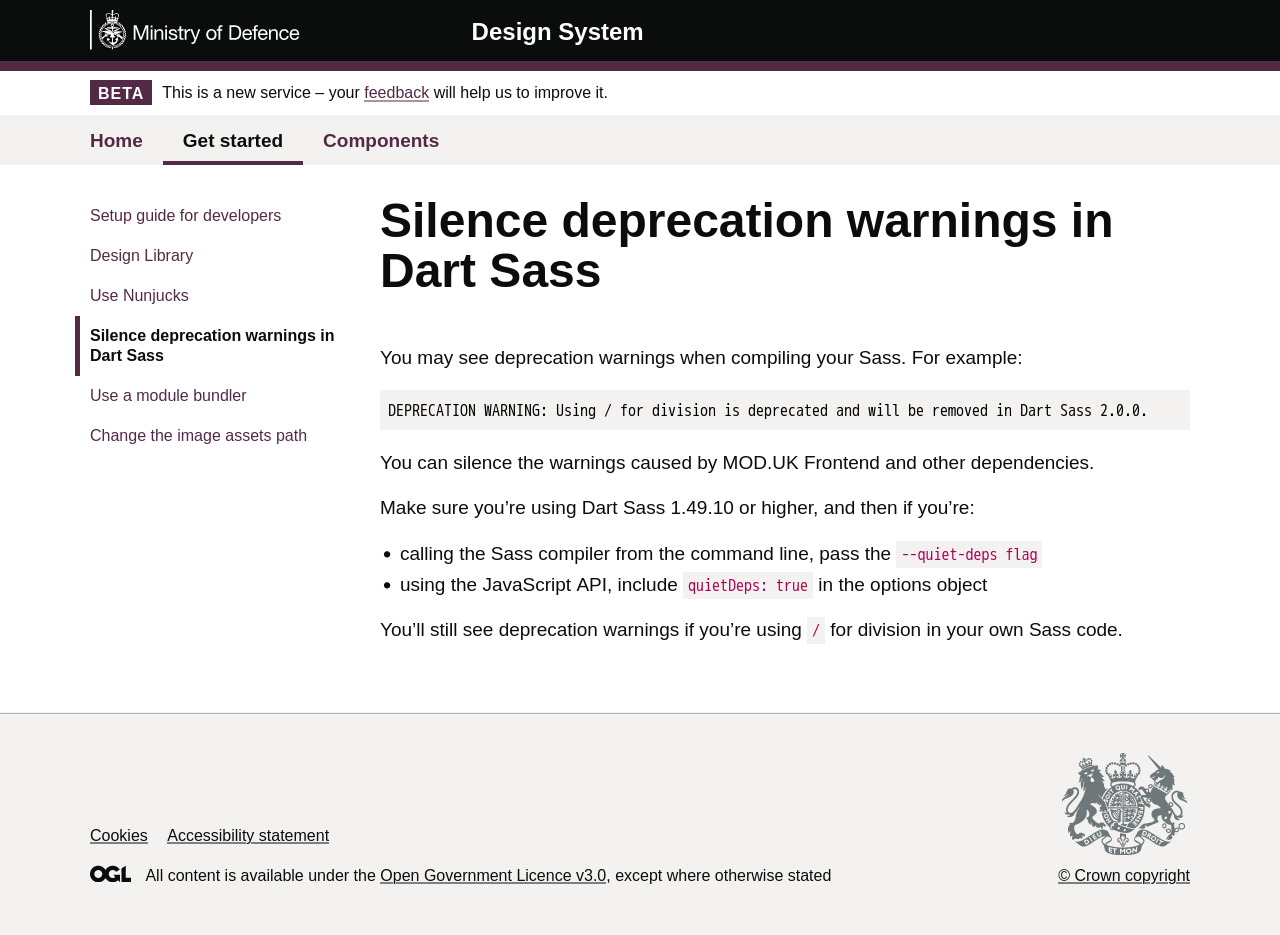 Ministry of Defence
Design System
BETA This is a new service – your feedback will help us to improve it.
Home Get started Components
Setup guide for developers
Design Library
Use Nunjucks
Silence deprecation warnings in
Dart Sass
Use a module bundler
Change the image assets path
Silence deprecation warnings in
Dart Sass
You may see deprecation warnings when compiling your Sass. For example:
DEPRECATION WARNING: Using / for division is deprecated and will be removed in Dart Sass 2.0.0.
You can silence the warnings caused by MOD.UK Frontend and other dependencies.
Make sure you’re using Dart Sass 1.49.10 or higher, and then if you’re:
• calling the Sass compiler from the command line, pass the --quiet-deps flag
• using the JavaScript API, include quietDeps: true in the options object
You’ll still see deprecation warnings if you’re using / for division in your own Sass code.
DIEU ET MON DROIT
Cookies Accessibility statement
OGL All content is available under the Open Government Licence v3.0, except where otherwise stated
© Crown copyright